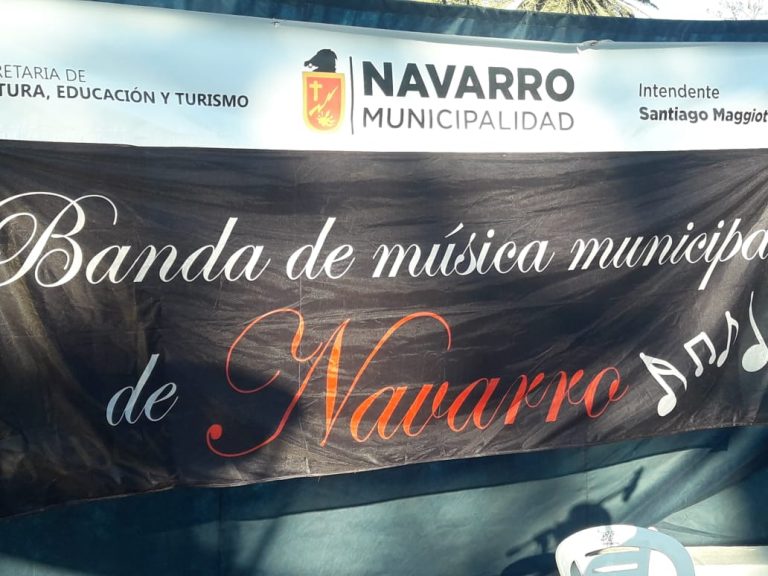 RETARIA DE
TURA, EDUCACIÓN Y TURISMO
NAVARRO
MUNICIPALIDAD
Intendente
Santiago Maggiot
Banda de música municipa
de Navarro